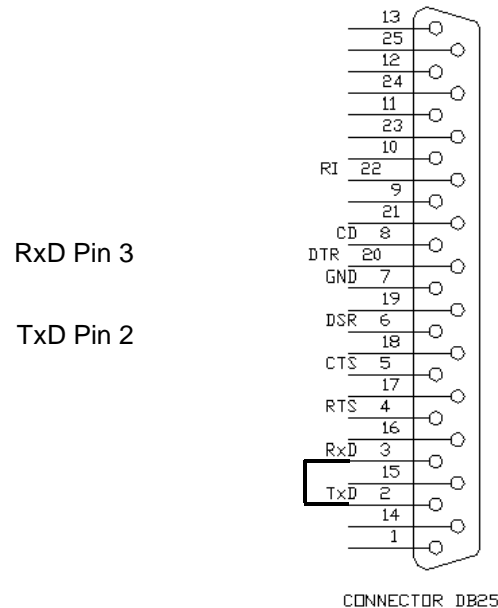 13
25
12
24
11
23
10
RI 22
9
21
CD 8
RxD Pin 3
DTR 20
GND 7
19
DSR 6
TxD Pin 2
18
CTS 5
17
RTS 4
16
RxD 3
15
TxD 2
14
1
CONNECTOR DB25